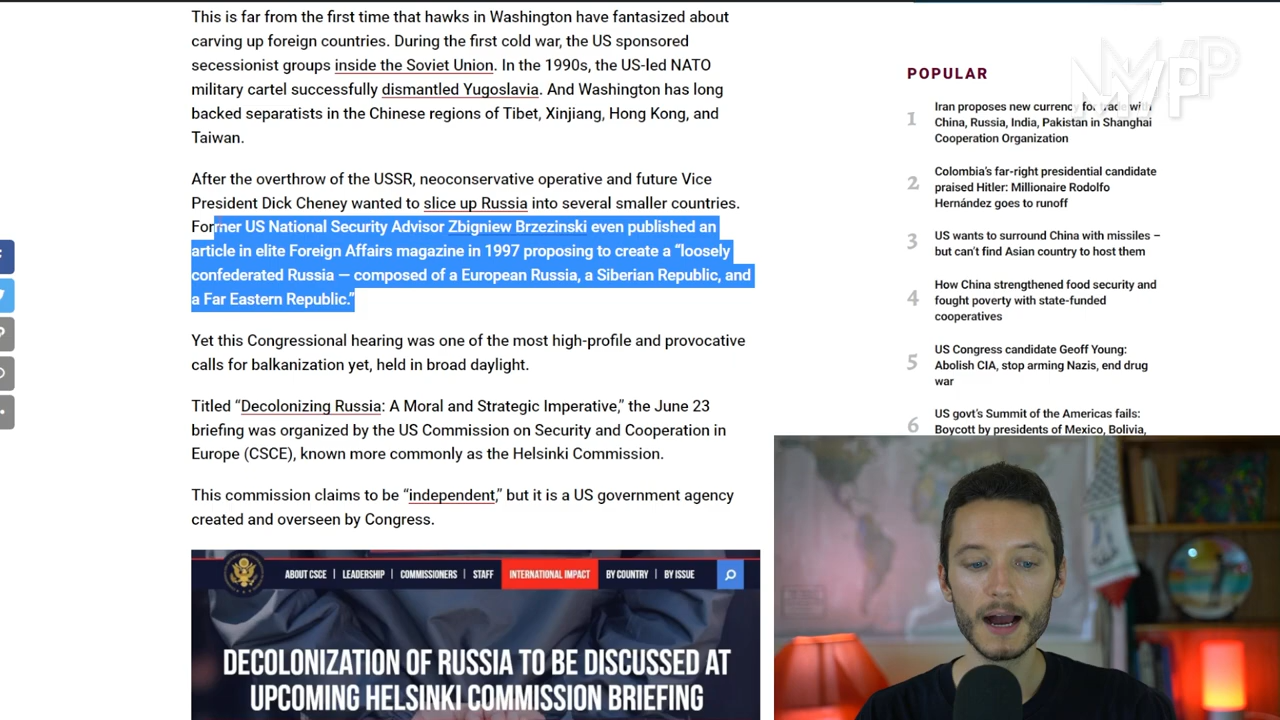 This is far from the first time that hawks in Washington have fantasized about
carving up foreign countries. During the first cold war, the US sponsored
secessionist groups inside the Soviet Union. In the 1990s, the US-led NATO
military cartel successfully dismantled Yugoslavia. And Washington has long
backed separatists in the Chinese regions of Tibet, Xinjiang, Hong Kong, and
Taiwan.
After the overthrow of the USSR, neoconservative operative and future Vice
President Dick Cheney wanted to slice up Russia into several smaller countries.
Former US National Security Advisor Zbigniew Brzezinski even published an
article in elite Foreign Affairs magazine in 1997 proposing to create a “loosely
confederated Russia — composed of a European Russia, a Siberian Republic, and
a Far Eastern Republic.”
Yet this Congressional hearing was one of the most high-profile and provocative
calls for balkanization yet, held in broad daylight.
Titled “Decolonizing Russia: A Moral and Strategic Imperative,” the June 23
briefing was organized by the US Commission on Security and Cooperation in
Europe (CSCE), known more commonly as the Helsinki Commission.
This commission claims to be “independent,” but it is a US government agency
created and overseen by Congress.
ABOUT CSCE | LEADERSHIP | COMMISSIONERS | STAFF INTERNATIONAL IMPACT BY COUNTRY | BY ISSUE
DECOLONIZATION OF RUSSIA TO BE DISCUSSED AT
UPCOMING HELSINKI COMMISSION BRIEFING
POPULAR
1 Iran proposes new currency for trade with
China, Russia, India, Pakistan in Shanghai
Cooperation Organization
2 Colombia’s far-right presidential candidate
praised Hitler: Millionaire Rodolfo
Hernández goes to runoff
3 US wants to surround China with missiles –
but can’t find Asian country to host them
4 How China strengthened food security and
fought poverty with state-funded
cooperatives
5 US Congress candidate Geoff Young:
Abolish CIA, stop arming Nazis, end drug
war
6 US govt’s Summit of the Americas fails:
Boycott by presidents of Mexico, Bolivia,